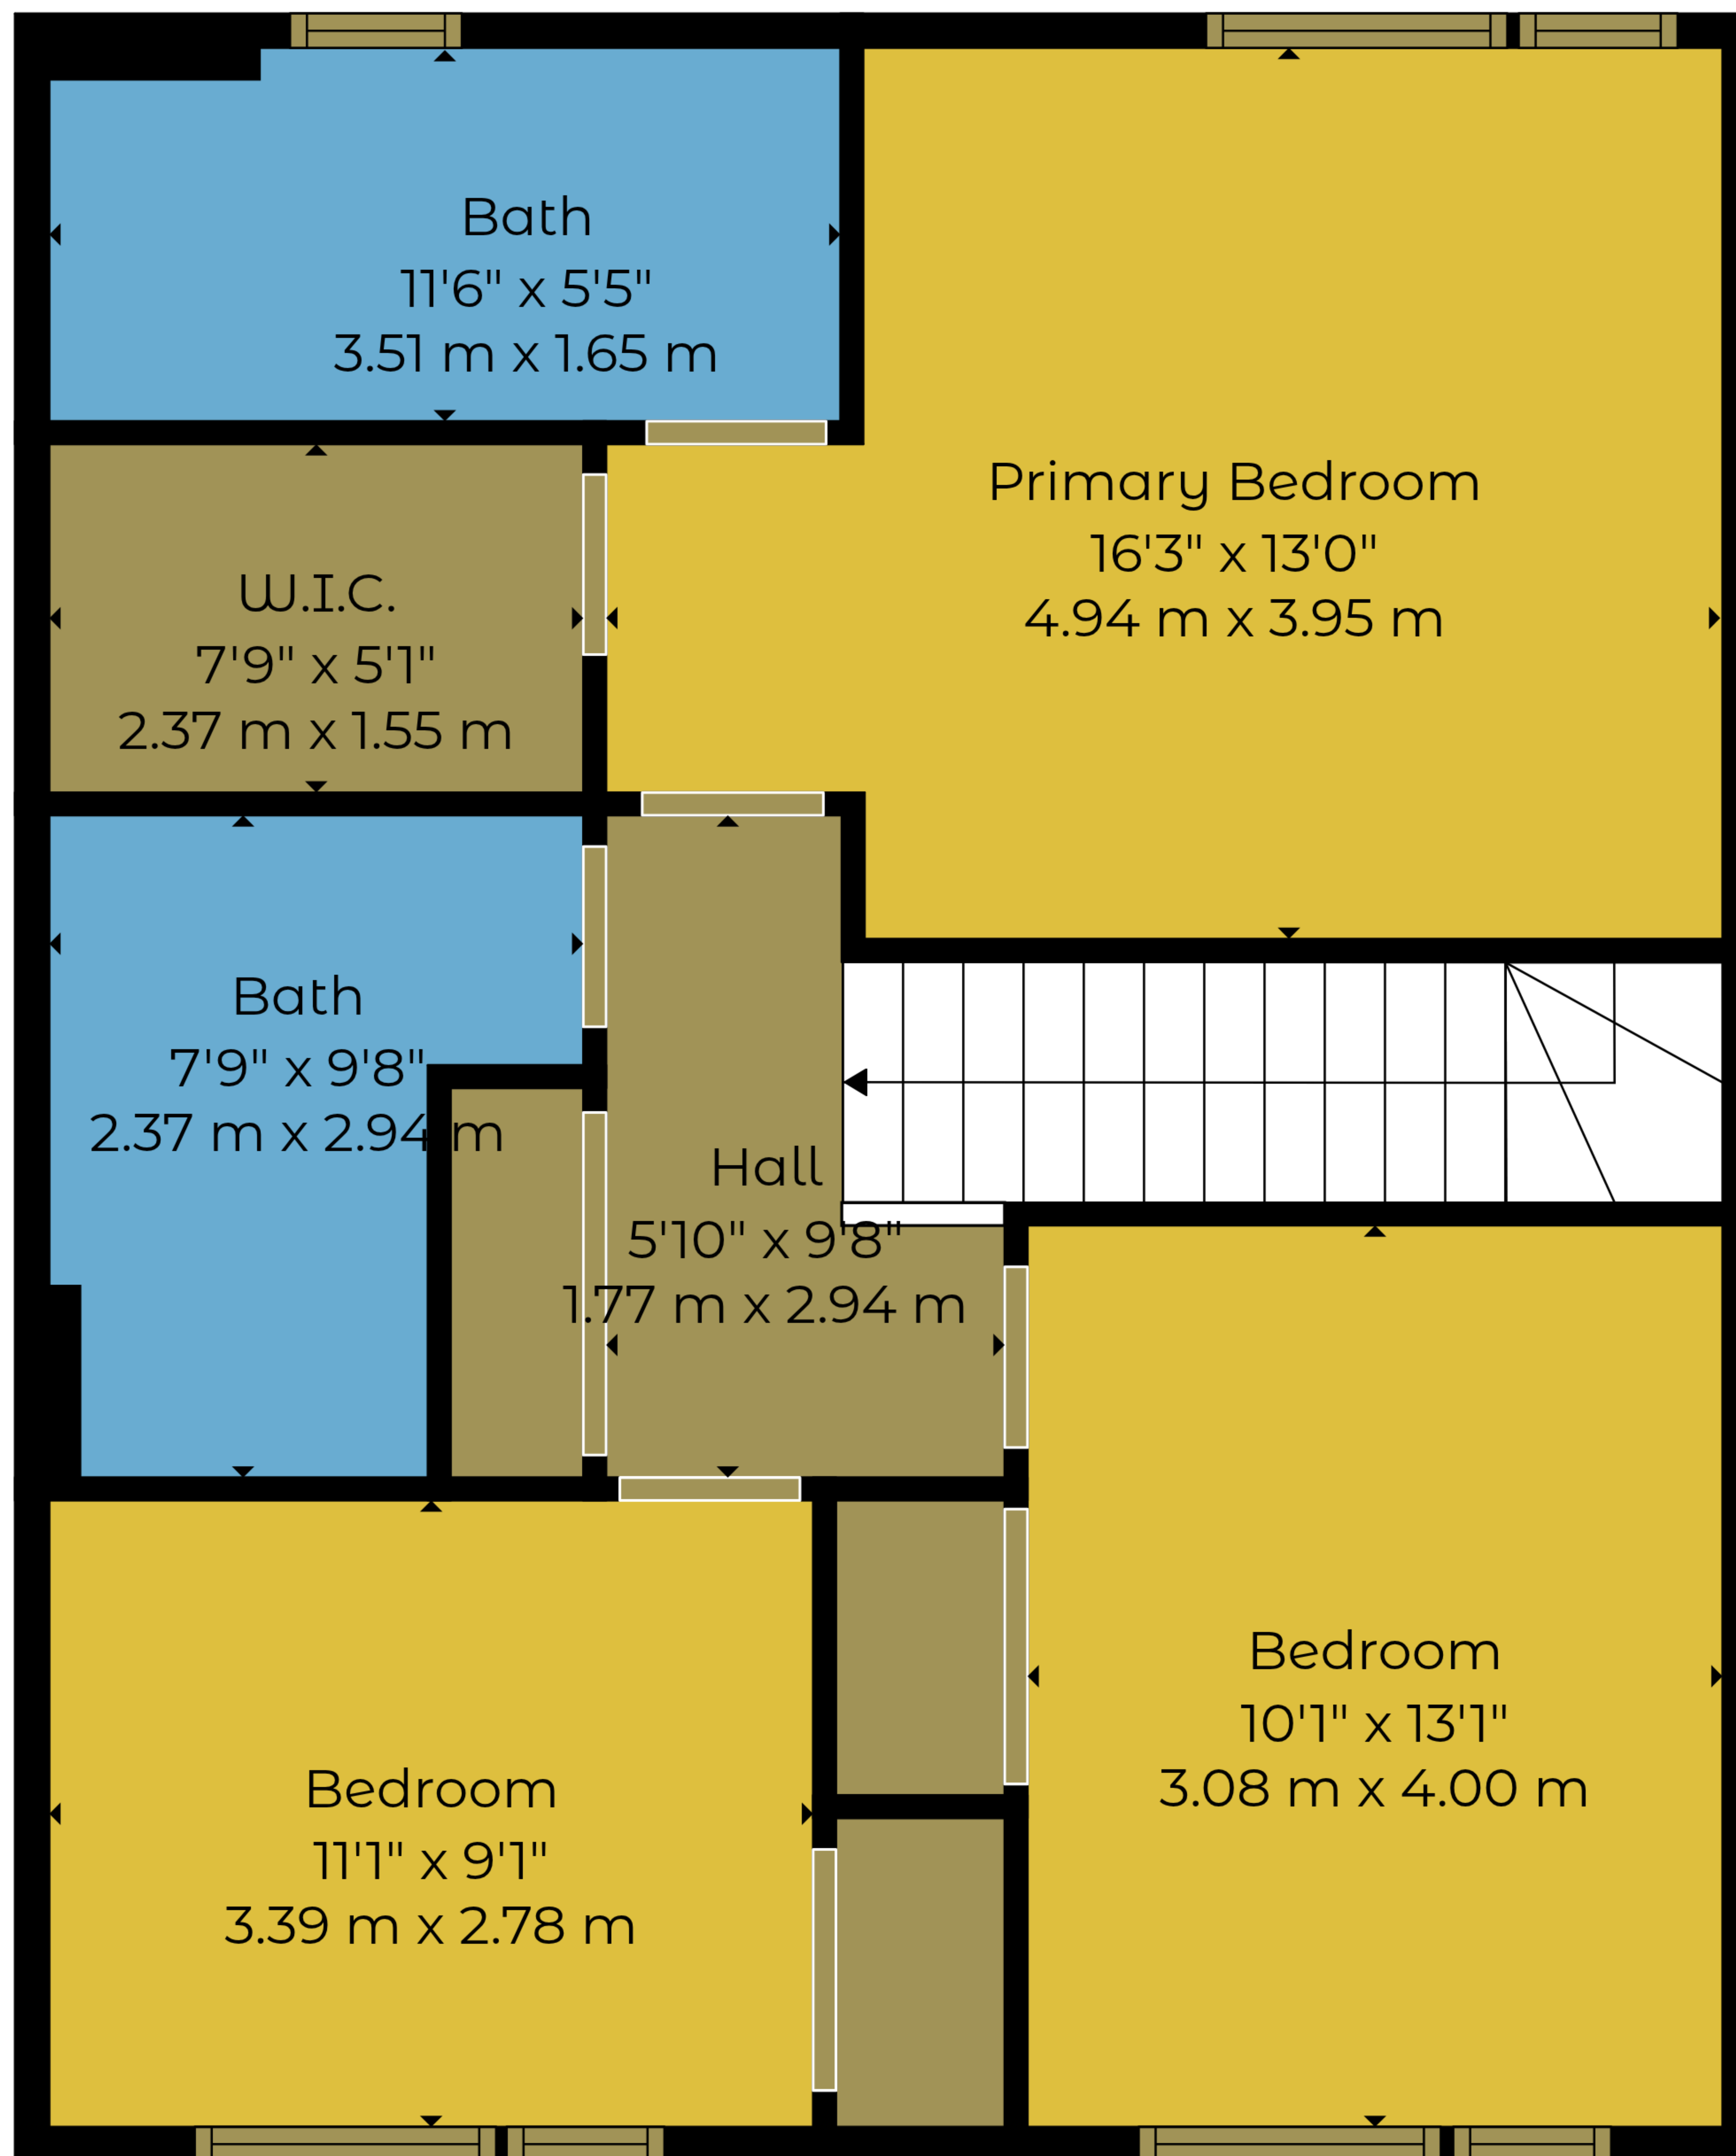 Bath
11'6" x 5'5"
3.51 m x 1.65 m
Primary Bedroom
16'3" x 13'0"
4.94 m x 3.95 m
W.I.C.
7'9" x 5'1"
2.37 m x 1.55 m
Bath
7'9" x 9'8"
2.37 m x 2.94 m
Hall
5'10" x 9'8"
1.77 m x 2.94 m
Bedroom
10'1" x 13'1"
3.08 m x 4.00 m
Bedroom
11'1" x 9'1"
3.39 m x 2.78 m